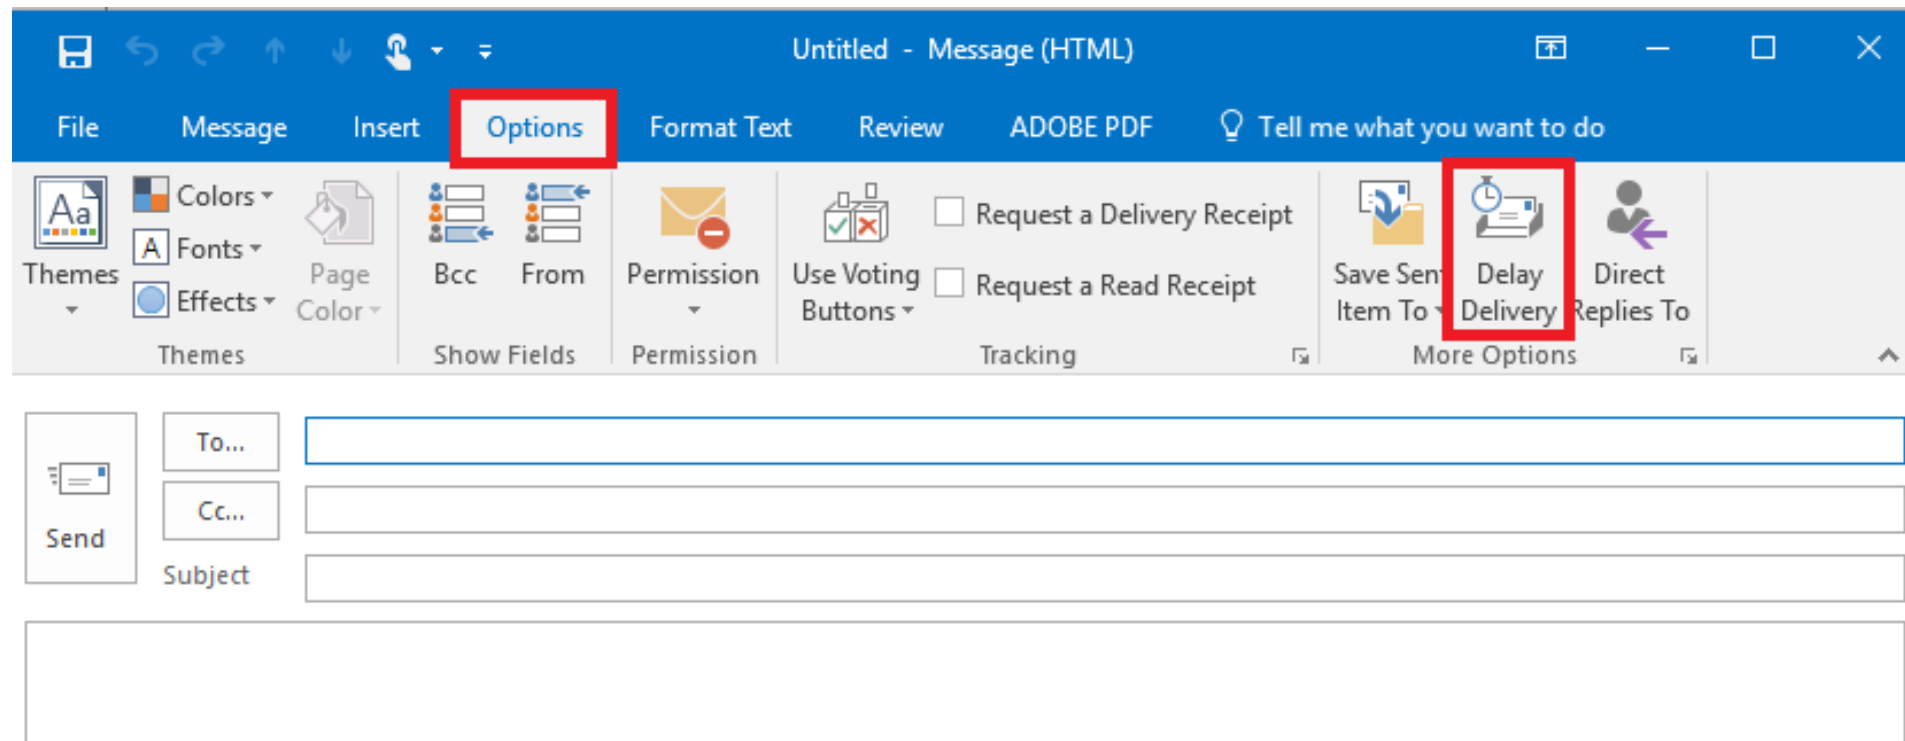 Untitled - Message (HTML)
File Message Insert Options Format Text Review ADOBE PDF Tell me what you want to do
Aa Colors
A Fonts
Effects
Themes
Page
Color
Themes
Bcc From
Show Fields
Permission
Permission
Use Voting
Buttons
Request a Delivery Receipt
Request a Read Receipt
Tracking
Save Sent
Item To
Delay
Delivery
Direct
Replies To
More Options
Send
To...
Cc...
Subject